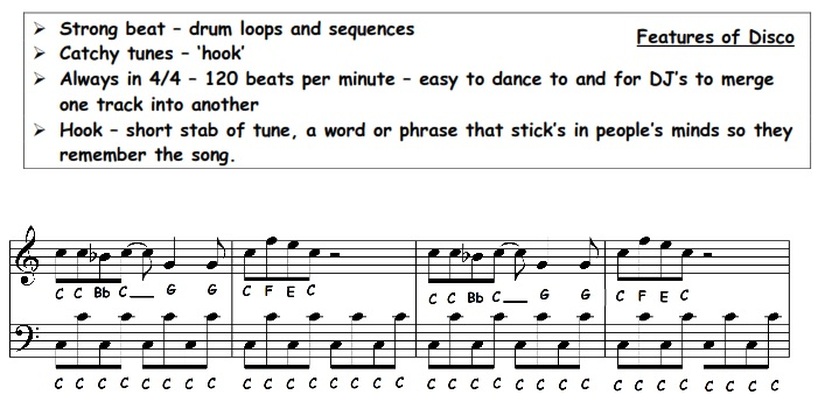 Features of Disco
➢ Strong beat – drum loops and sequences
➢ Catchy tunes – ‘hook’
➢ Always in 4/4 – 120 beats per minute – easy to dance to and for DJ’s to merge
one track into another
➢ Hook – short stab of tune, a word or phrase that stick’s in people’s minds so they
remember the song.
C C Bb C__ G G C F E C C C Bb C__ G G C F E C
C C C C C C C C C C C C C C C C C C C C C C C C C C C C C C C C